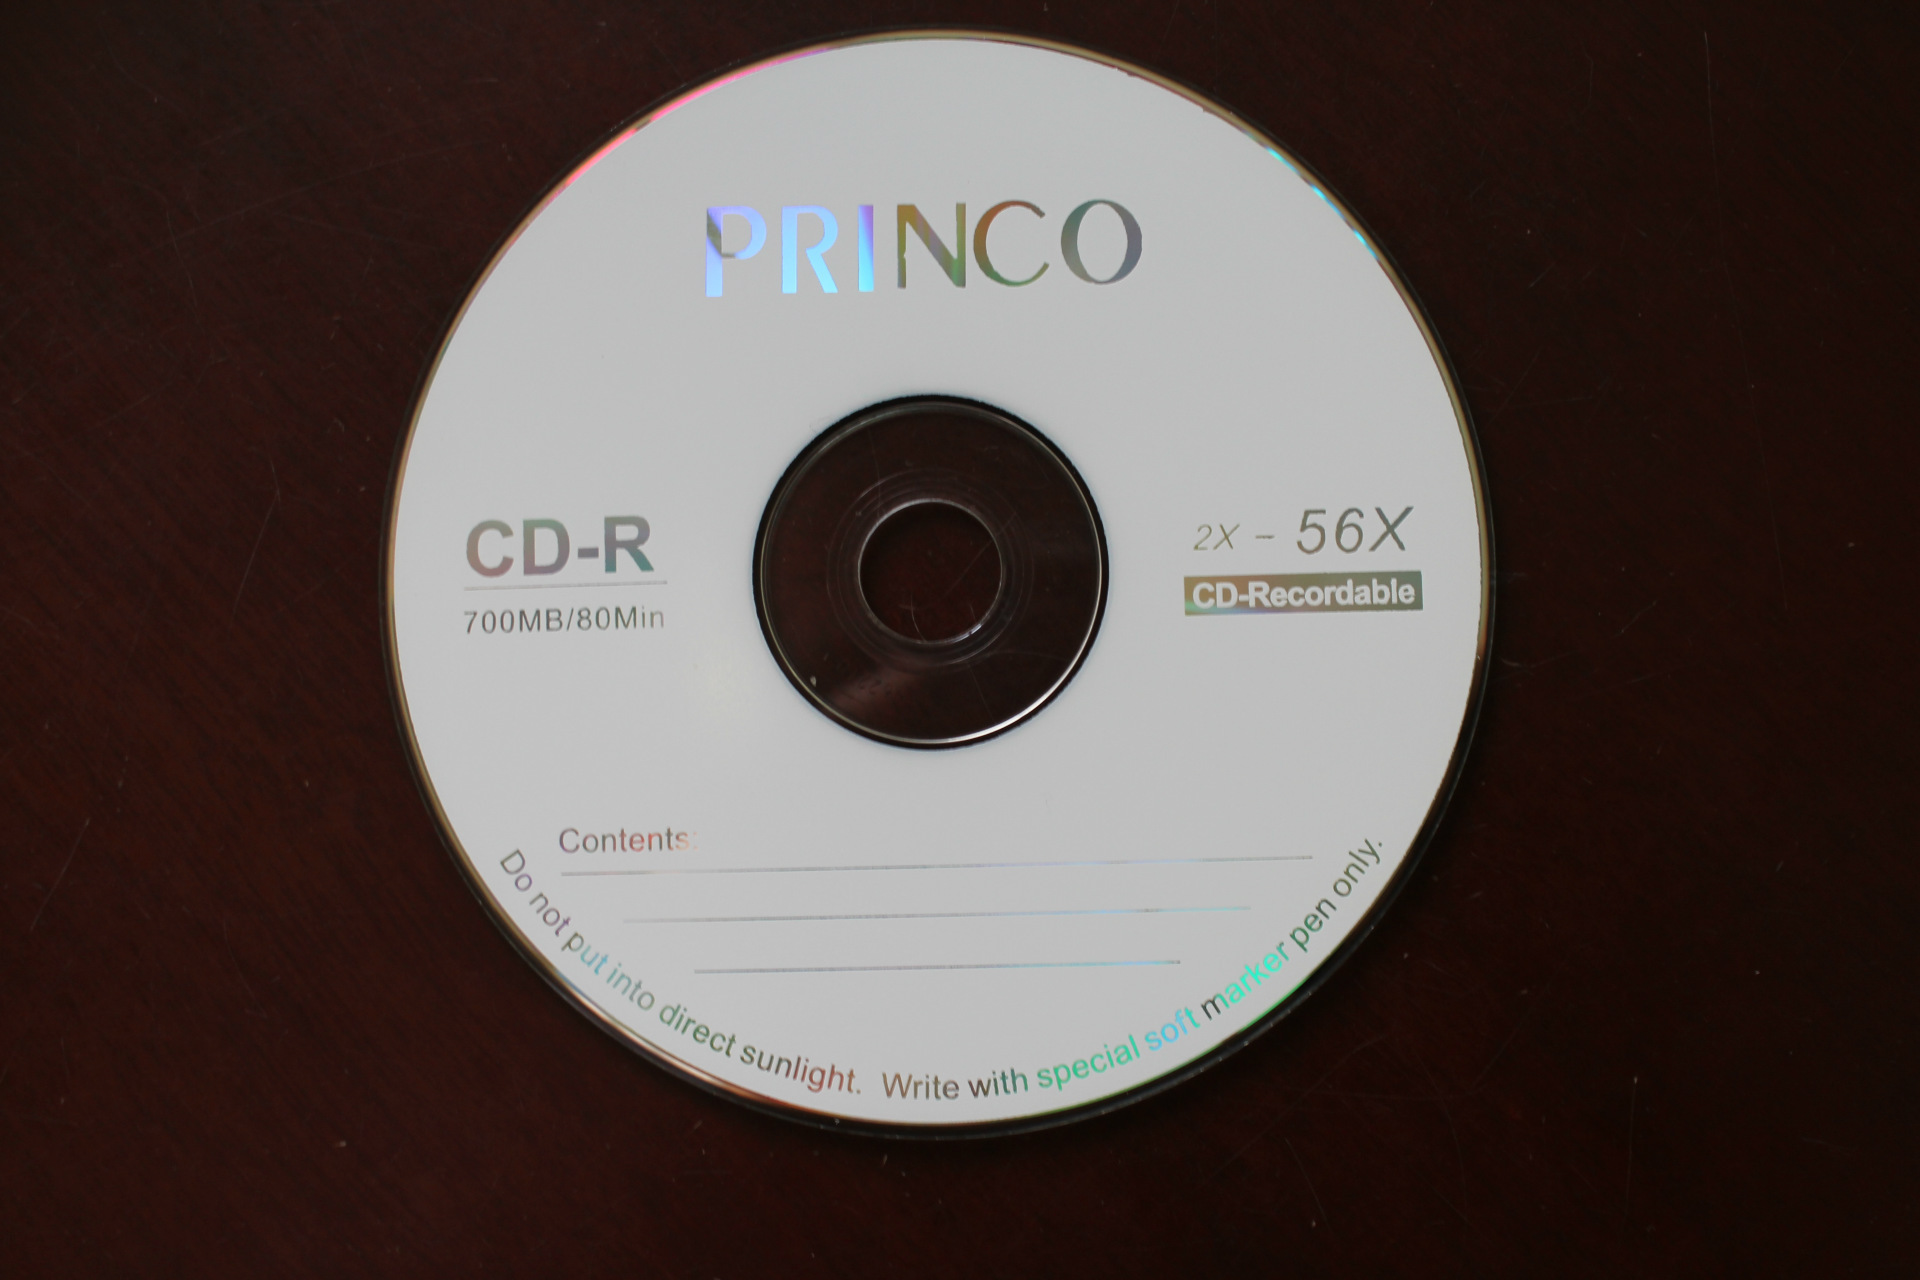 PRINCO
CD-R
700MB/80Min
2X - 56X
CD-Recordable
Contents:
Do not put into direct sunlight. Write with special soft marker pen only.